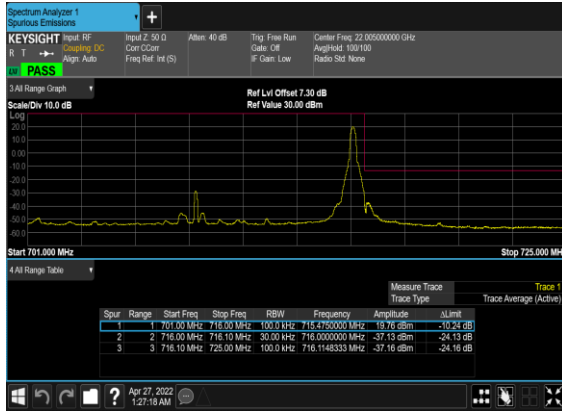 Spectrum Analyzer 1
Spurious Emissions
+
KEYSIGHT Input: RF Input Z: 50 Ω Atten: 40 dB Trig: Free Run Center Freq: 22.005000000 GHz
R T Coupling: DC Corr CCorr Gate: Off Avg|Hold: 100/100
Align: Auto Freq Ref: Int (S) IF Gain: Low Radio Std: None
PASS
3 All Range Graph Ref Lvl Offset 7.30 dB
Scale/Div 10.0 dB Ref Value 30.00 dBm
Log
20.0
10.0
0.00
-10.0
-20.0
-30.0
-40.0
-50.0
-60.0
Start 701.000 MHz Stop 725.000 MH
4 All Range Table
Measure Trace Trace 1
Trace Type Trace Average (Active)
Spur Range Start Freq Stop Freq RBW Frequency Amplitude ΔLimit
1 1 701.00 MHz 716.00 MHz 100.0 kHz 715.4750000 MHz 19.76 dBm -10.24 dB
2 2 716.00 MHz 716.10 MHz 30.00 kHz 716.0000000 MHz -37.13 dBm -24.13 dB
3 3 716.10 MHz 725.00 MHz 100.0 kHz 716.1148333 MHz -37.16 dBm -24.16 dB
? Apr 27, 2022
1:27:18 AM